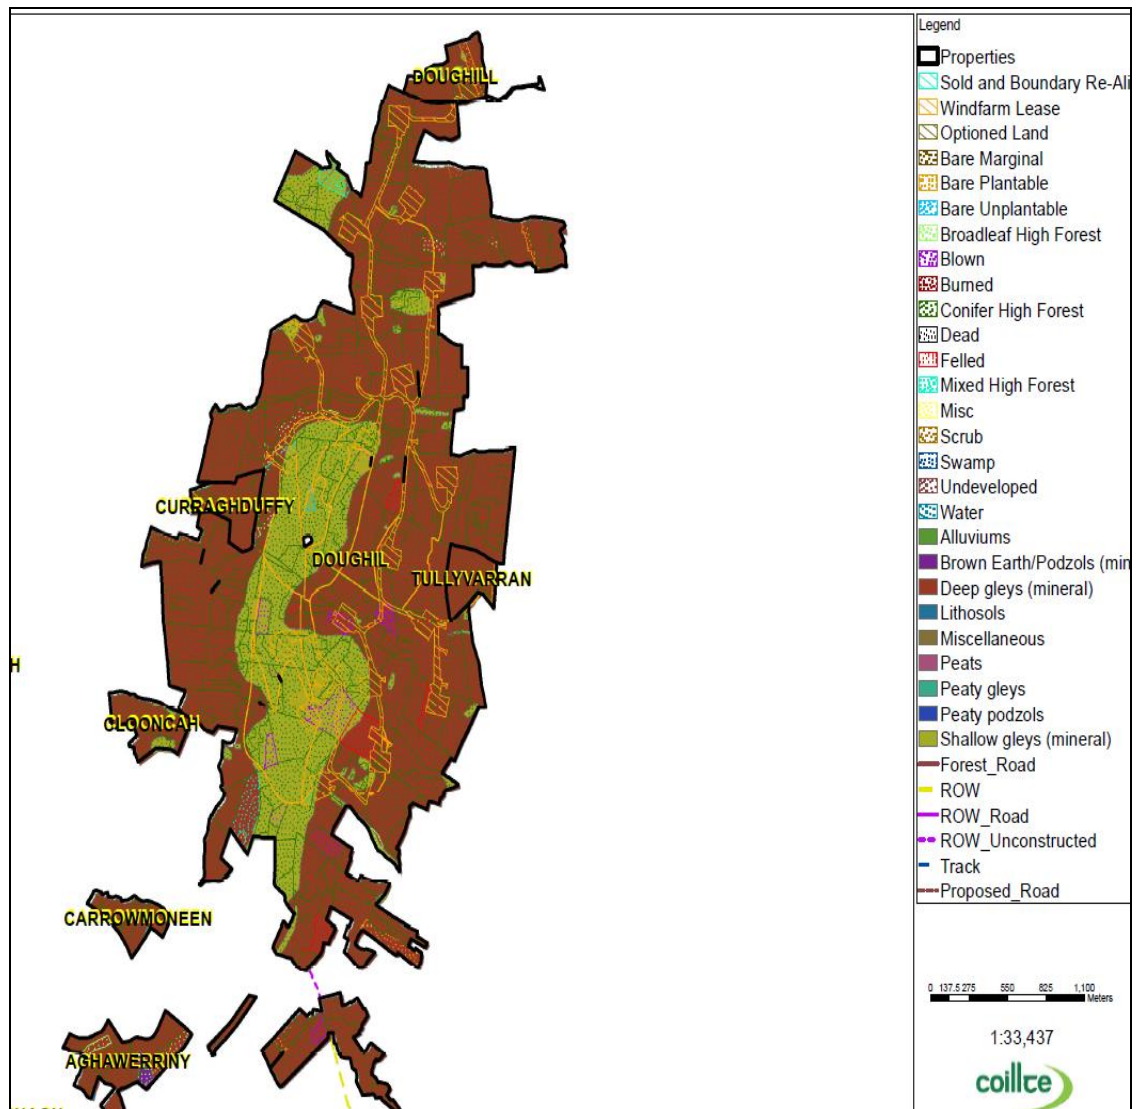 DOUGHILL
CURRAGHDUFFY
DOUGHIL
TULLYVARRAN
H
CLOONCAH
CARROWMONEEN
AGHAWERRINY
Legend
Properties
Sold and Boundary Re-Ali
Windfarm Lease
Optioned Land
Bare Marginal
Bare Plantable
Bare Unplantable
Broadleaf High Forest
Blown
Burned
Conifer High Forest
Dead
Felled
Mixed High Forest
Misc
Scrub
Swamp
Undeveloped
Water
Alluviums
Brown Earth/Podzols (min
Deep gleys (mineral)
Lithosols
Miscellaneous
Peats
Peaty gleys
Peaty podzols
Shallow gleys (mineral)
Forest_Road
ROW
ROW_Road
ROW_Unconstructed
Track
Proposed_Road
0 137.5 275 550 825 1,100
Meters
1:33,437
coillte